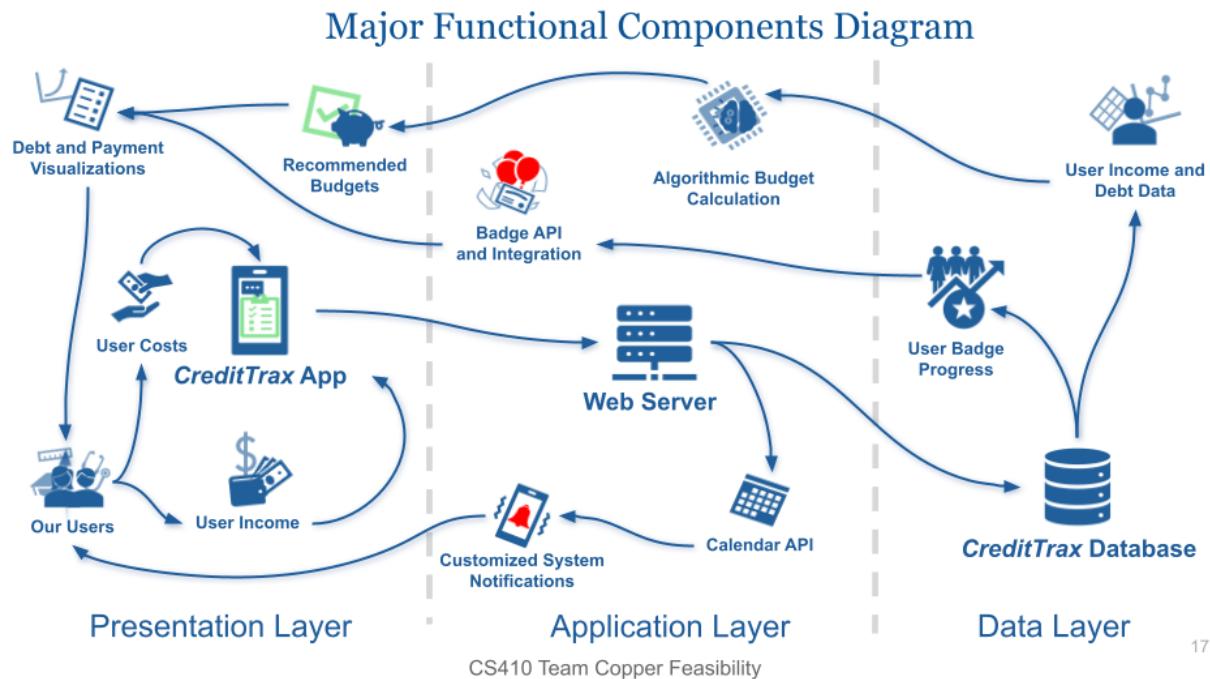 Major Functional Components Diagram
Debt and Payment
Visualizations
Recommended
Budgets
Algorithmic Budget
Calculation
User Income and
Debt Data
Badge API
and Integration
User Costs
CreditTrax App
Web Server
User Badge
Progress
Our Users
User Income
Customized System
Notifications
Calendar API
CreditTrax Database
Presentation Layer
Application Layer
Data Layer
17
CS410 Team Copper Feasibility